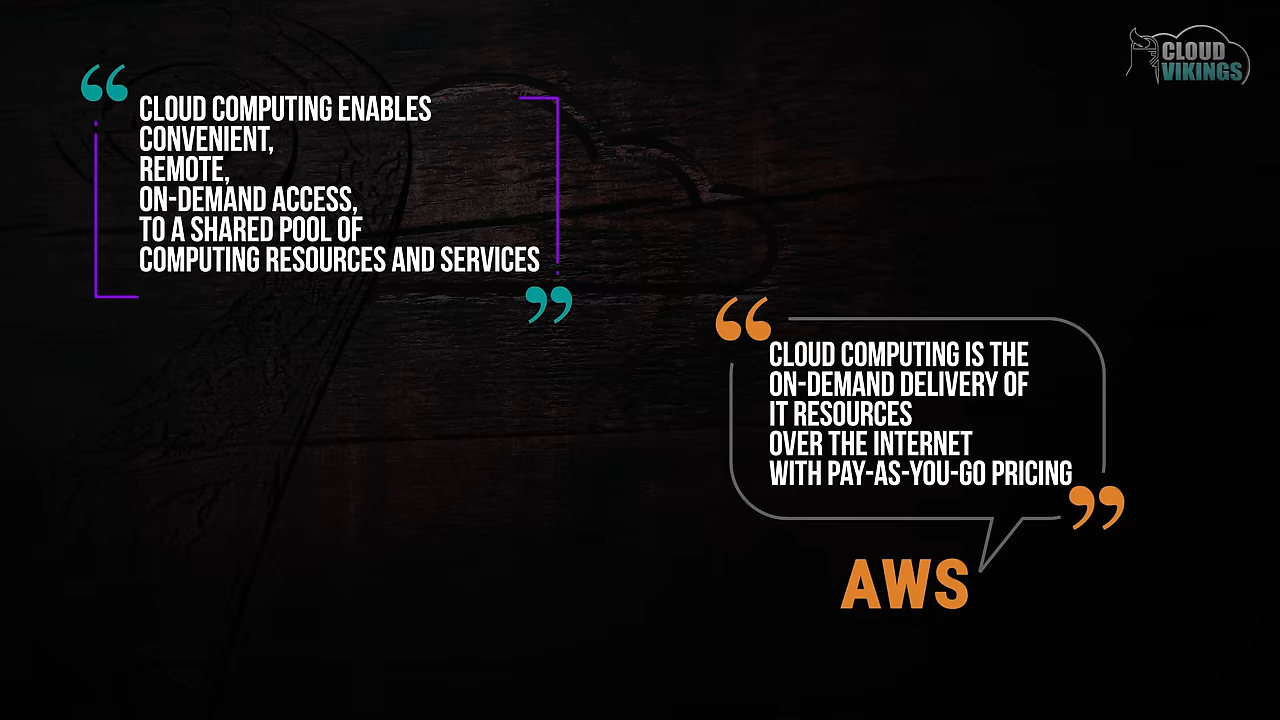 CLOUD VIKINGS
“CLOUD COMPUTING ENABLES
CONVENIENT,
REMOTE,
ON-DEMAND ACCESS,
TO A SHARED POOL OF
COMPUTING RESOURCES AND SERVICES”
“CLOUD COMPUTING IS THE
ON-DEMAND DELIVERY OF
IT RESOURCES
OVER THE INTERNET
WITH PAY-AS-YOU-GO PRICING”
AWS